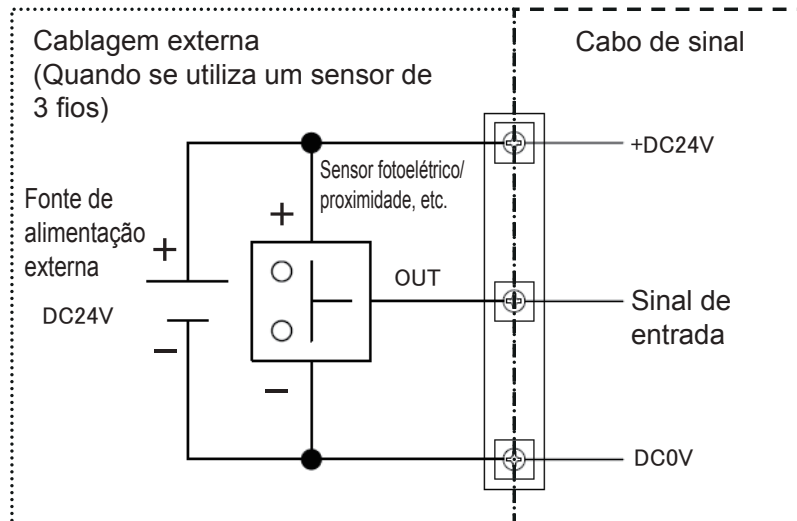 Cablagem externa
(Quando se utiliza um sensor de
3 fios)
Cabo de sinal
+DC24V
Sensor fotoelétrico/
proximidade, etc.
Fonte de
alimentação
externa
DC24V
+
−
+
−
OUT
Sinal de
entrada
DC0V